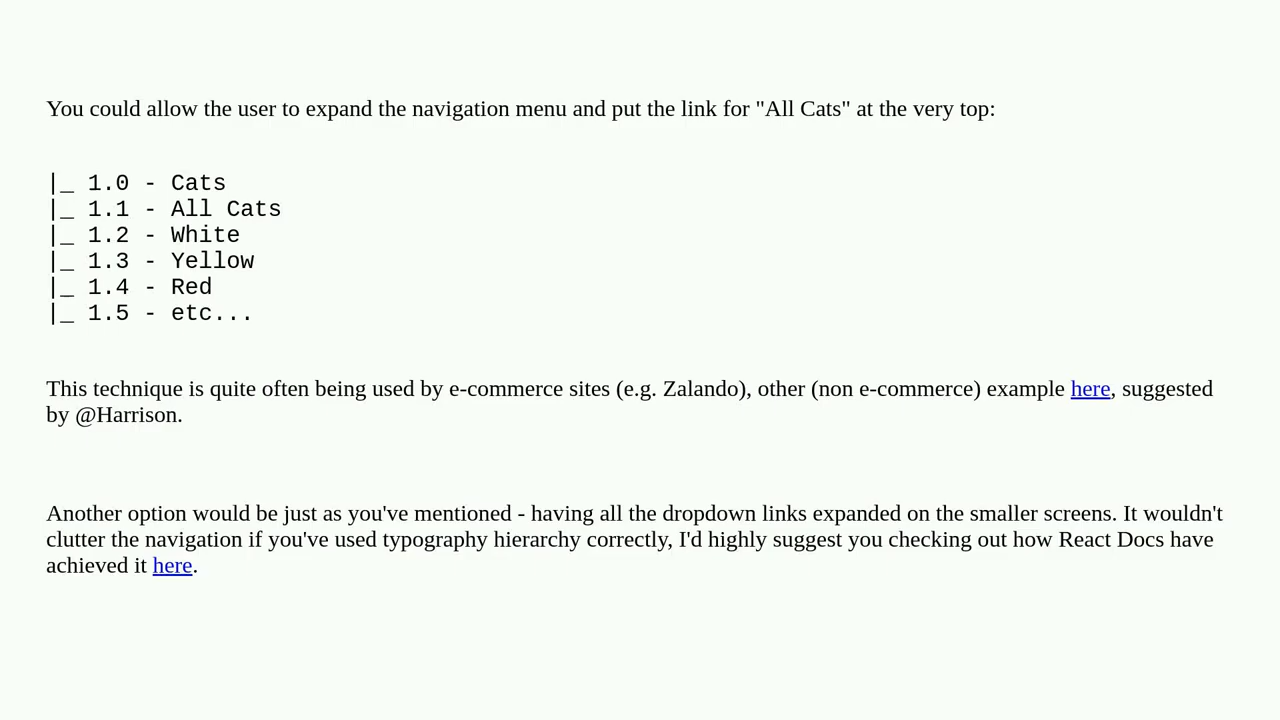 You could allow the user to expand the navigation menu and put the link for "All Cats" at the very top:
|_ 1.0 - Cats
|_ 1.1 - All Cats
|_ 1.2 - White
|_ 1.3 - Yellow
|_ 1.4 - Red
|_ 1.5 - etc...
This technique is quite often being used by e-commerce sites (e.g. Zalando), other (non e-commerce) example here, suggested
by @Harrison.
Another option would be just as you've mentioned - having all the dropdown links expanded on the smaller screens. It wouldn't
clutter the navigation if you've used typography hierarchy correctly, I'd highly suggest you checking out how React Docs have
achieved it here.